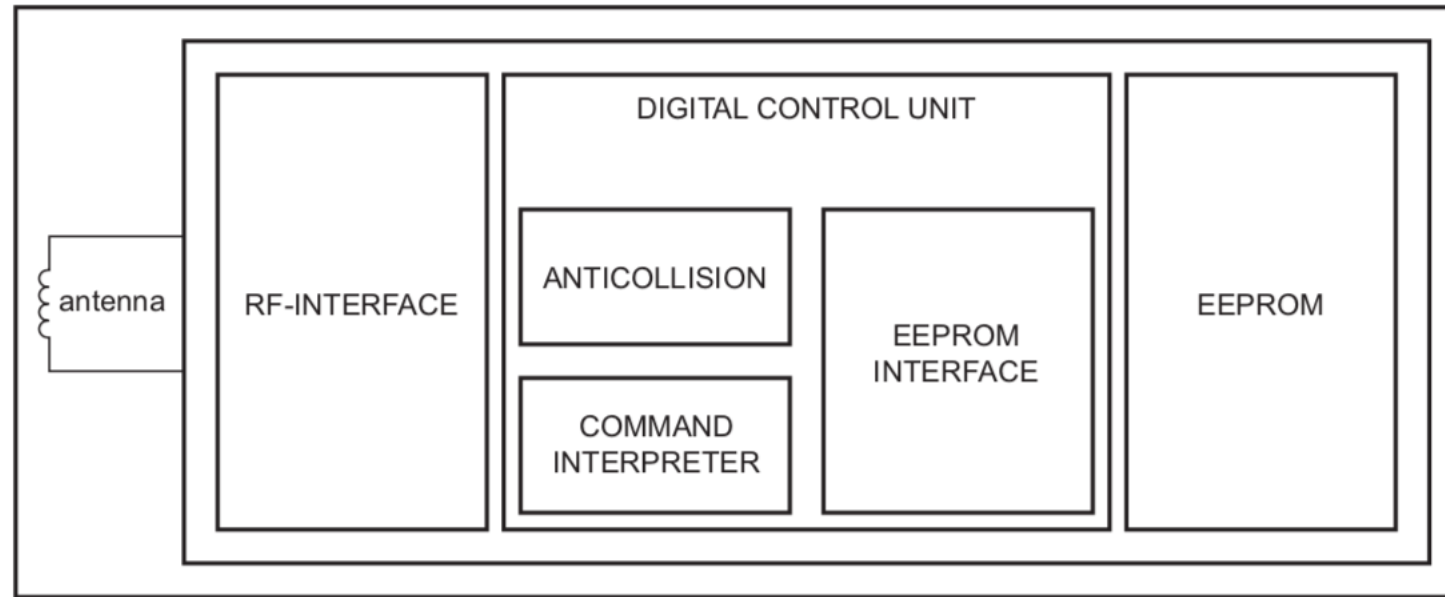 DIGITAL CONTROL UNIT
antenna
RF-INTERFACE
ANTICOLLISION
COMMAND
INTERPRETER
EEPROM
INTERFACE
EEPROM